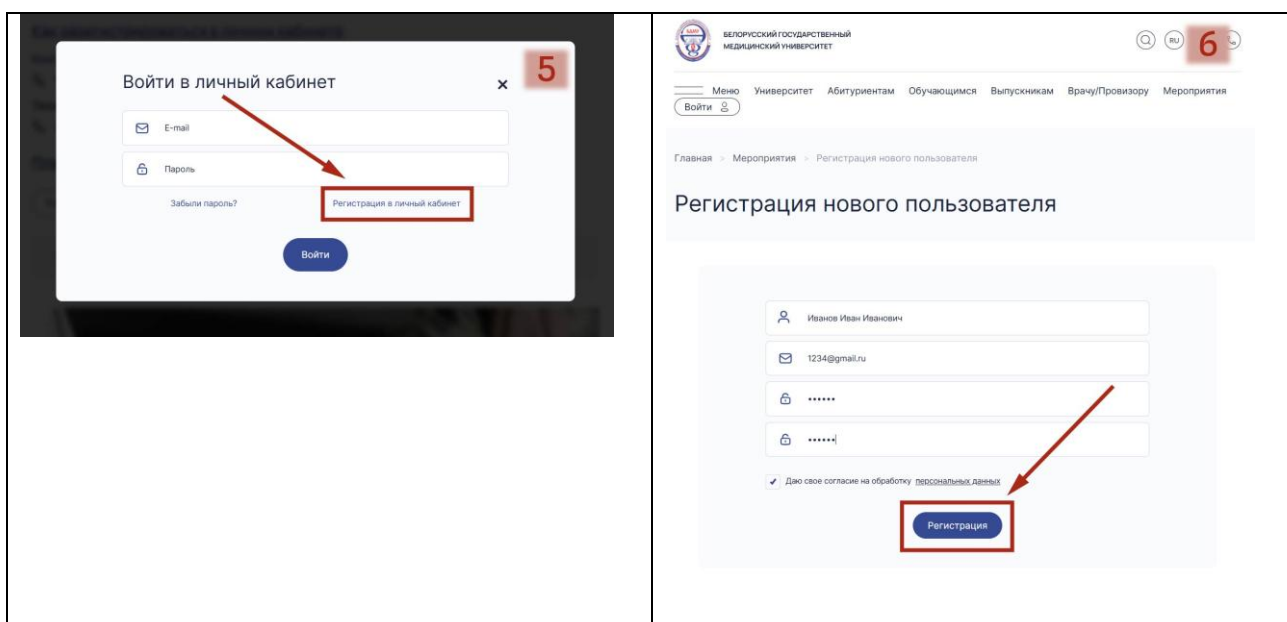 Войти в личный кабинет
5
E-mail
Пароль
Забыли пароль?
Регистрация в личный кабинет
Войти
БЕЛОРУССКИЙ ГОСУДАРСТВЕННЫЙ
МЕДИЦИНСКИЙ УНИВЕРСИТЕТ
RU
6
Меню Университет Абитуриентам Обучающимся Выпускникам Врачу/Провизору Мероприятия
Войти
Главная > Мероприятия > Регистрация нового пользователя
Регистрация нового пользователя
Иванов Иван Иванович
1234@gmail.ru
••••••
••••••
Даю свое согласие на обработку персональных данных
Регистрация